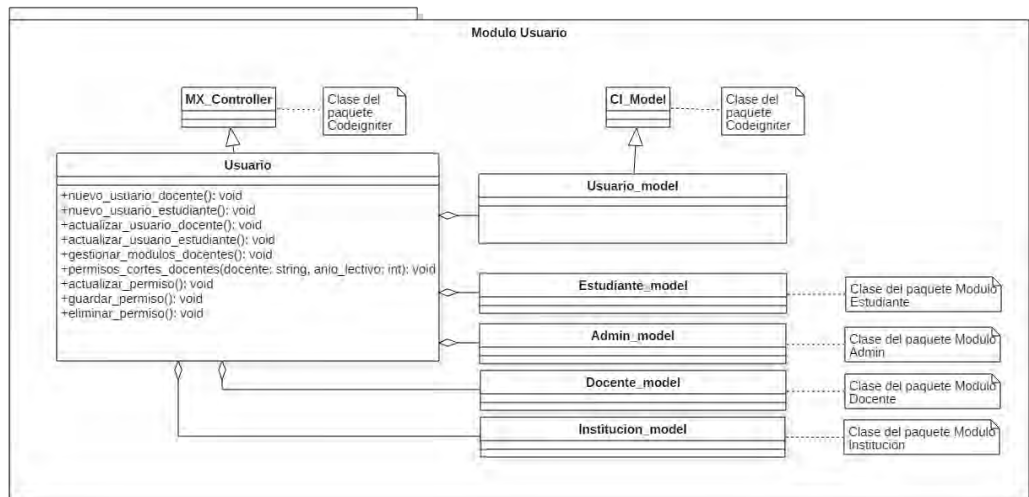 Modulo Usuario
MX_Controller
Clase del
paquete
Codeigniter
CI_Model
Clase del
paquete
Codeigniter
Usuario
+nuevo_usuario_docente(): void
+nuevo_usuario_estudiante(): void
+actualizar_usuario_docente(): void
+actualizar_usuario_estudiante(): void
+gestionar_modulos_docentes(): void
+permisos_cortes_docentes(docente: string, anio_lectivo: int): void
+actualizar_permiso(): void
+guardar_permiso(): void
+eliminar_permiso(): void
Usuario_model
Estudiante_model
Clase del paquete Modulo
Estudiante
Admin_model
Clase del paquete Modulo
Admin
Docente_model
Clase del paquete Modulo
Docente
Institucion_model
Clase del paquete Modulo
Institución